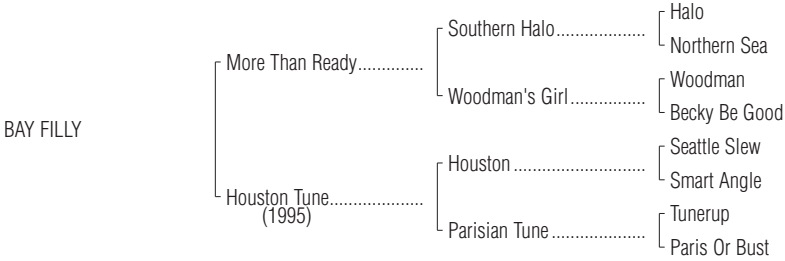 Halo
Southern Halo....................
Northern Sea
More Than Ready..............
Woodman
Woodman's Girl.................
Becky Be Good
BAY FILLY
Seattle Slew
Houston..............................
Smart Angle
Houston Tune.....................
(1995)
Tunerup
Parisian Tune.....................
Paris Or Bust